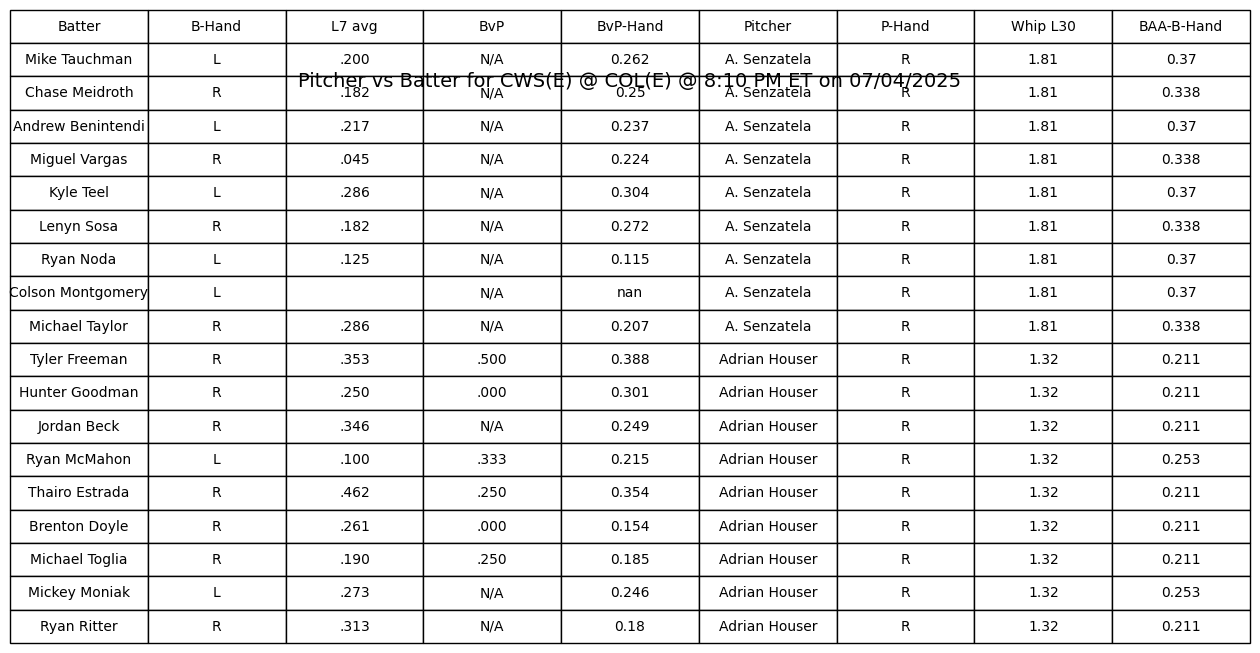 Batter B-Hand L7 avg BvP BvP-Hand Pitcher P-Hand Whip L30 BAA-B-Hand
Mike Tauchman L .200 N/A 0.262 A. Senzatela R 1.81 0.37
Pitcher vs Batter for CWS(E) @ COL(E) @ 8:10 PM ET on 07/04/2025
Chase Meidroth R .182 N/A 0.25 A. Senzatela R 1.81 0.338
Andrew Benintendi L .217 N/A 0.237 A. Senzatela R 1.81 0.37
Miguel Vargas R .045 N/A 0.224 A. Senzatela R 1.81 0.338
Kyle Teel L .286 N/A 0.304 A. Senzatela R 1.81 0.37
Lenyn Sosa R .182 N/A 0.272 A. Senzatela R 1.81 0.338
Ryan Noda L .125 N/A 0.115 A. Senzatela R 1.81 0.37
Colson Montgomery L N/A nan A. Senzatela R 1.81 0.37
Michael Taylor R .286 N/A 0.207 A. Senzatela R 1.81 0.338
Tyler Freeman R .353 .500 0.388 Adrian Houser R 1.32 0.211
Hunter Goodman R .250 .000 0.301 Adrian Houser R 1.32 0.211
Jordan Beck R .346 N/A 0.249 Adrian Houser R 1.32 0.211
Ryan McMahon L .100 .333 0.215 Adrian Houser R 1.32 0.253
Thairo Estrada R .462 .250 0.354 Adrian Houser R 1.32 0.211
Brenton Doyle R .261 .000 0.154 Adrian Houser R 1.32 0.211
Michael Toglia R .190 .250 0.185 Adrian Houser R 1.32 0.211
Mickey Moniak L .273 N/A 0.246 Adrian Houser R 1.32 0.253
Ryan Ritter R .313 N/A 0.18 Adrian Houser R 1.32 0.211